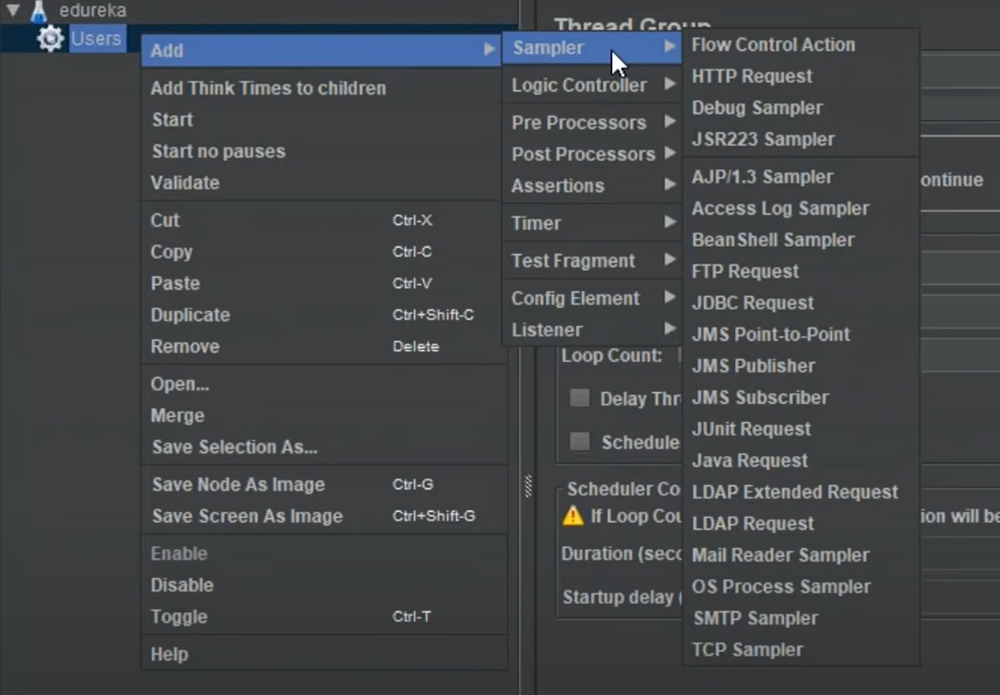 edureka
Users
Thread Group
Add
Add Think Times to children
Start
Start no pauses
Validate
Cut Ctrl-X
Copy Ctrl-C
Paste Ctrl-V
Duplicate Ctrl+Shift-C
Remove Delete
Open...
Merge
Save Selection As...
Save Node As Image Ctrl-G
Save Screen As Image Ctrl+Shift-G
Enable
Disable
Toggle Ctrl-T
Help
Sampler
Logic Controller
Pre Processors
Post Processors
Assertions
Timer
Test Fragment
Config Element
Listener
Flow Control Action
HTTP Request
Debug Sampler
JSR223 Sampler
AJP/1.3 Sampler
Access Log Sampler
BeanShell Sampler
FTP Request
JDBC Request
JMS Point-to-Point
JMS Publisher
JMS Subscriber
JUnit Request
Java Request
LDAP Extended Request
LDAP Request
Mail Reader Sampler
OS Process Sampler
SMTP Sampler
TCP Sampler
ontinue
Loop Count:
Delay Thr
Schedule
Scheduler Co
If Loop Cou
ion will be
Duration (seco
Startup delay (